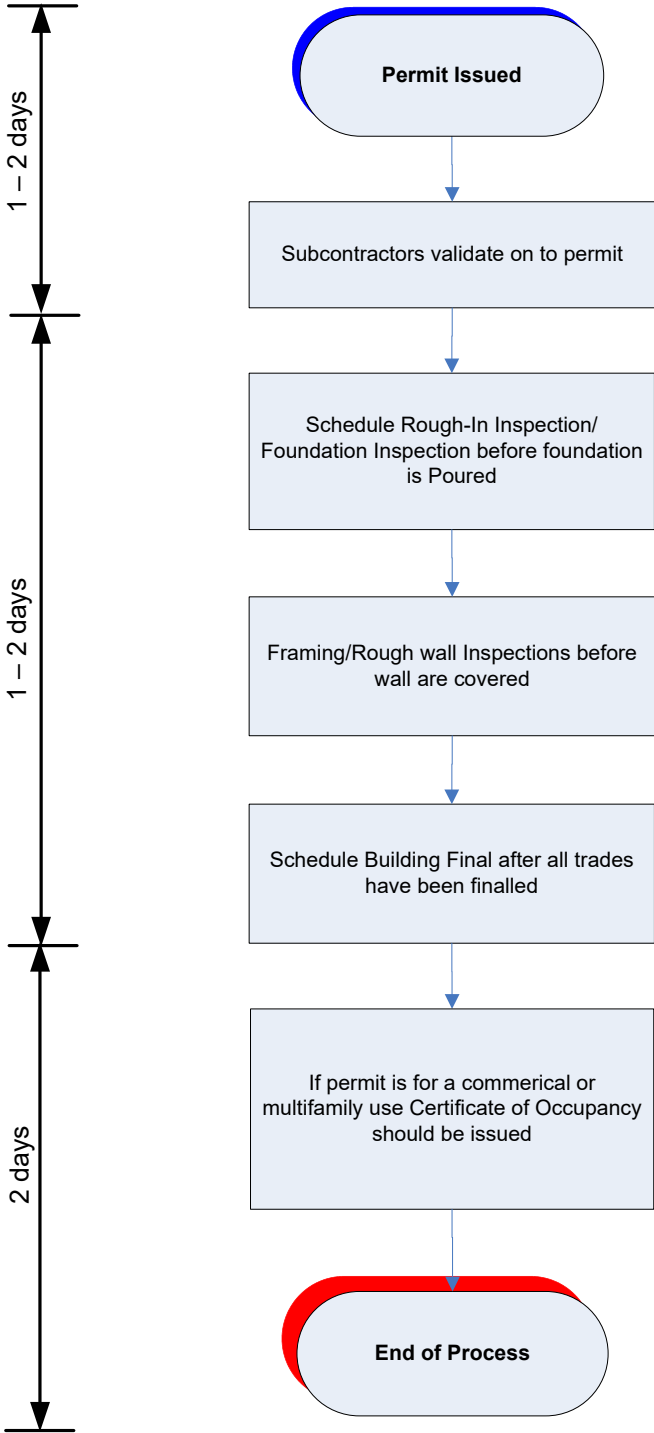 Permit Issued
1 – 2 days
Subcontractors validate on to permit
Schedule Rough-In Inspection/
Foundation Inspection before foundation
is Poured
1 – 2 days
Framing/Rough wall Inspections before
wall are covered
Schedule Building Final after all trades
have been finalled
If permit is for a commerical or
multifamily use Certificate of Occupancy
should be issued
2 days
End of Process